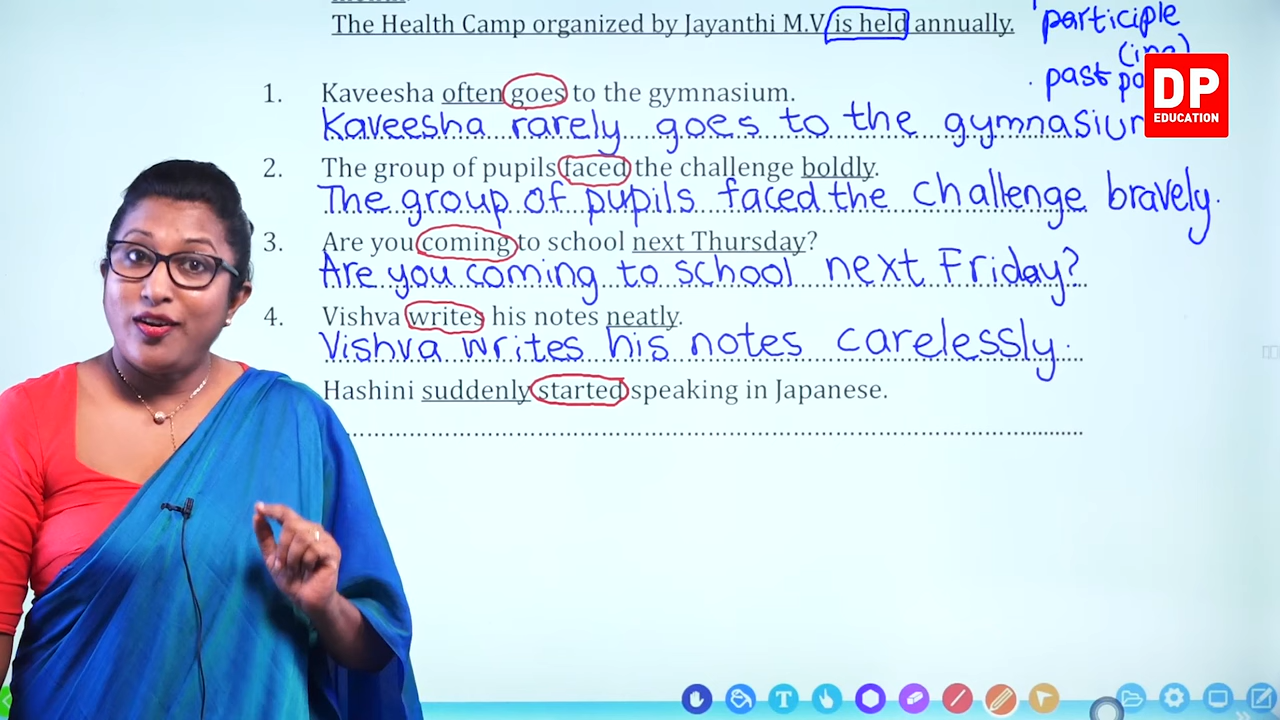 The Health Camp organized by Jayanthi M.V is held annually.
participle
(ing)
past
DP
EDUCATION
1. Kaveesha often goes to the gymnasium.
Kaveesha rarely goes to the gymnasium
2. The group of pupils faced the challenge boldly.
The group of pupils faced the challenge bravely.
3. Are you coming to school next Thursday?
Are you coming to school next Friday?
4. Vishva writes his notes neatly.
Vishva writes his notes carelessly.
Hashini suddenly started speaking in Japanese.